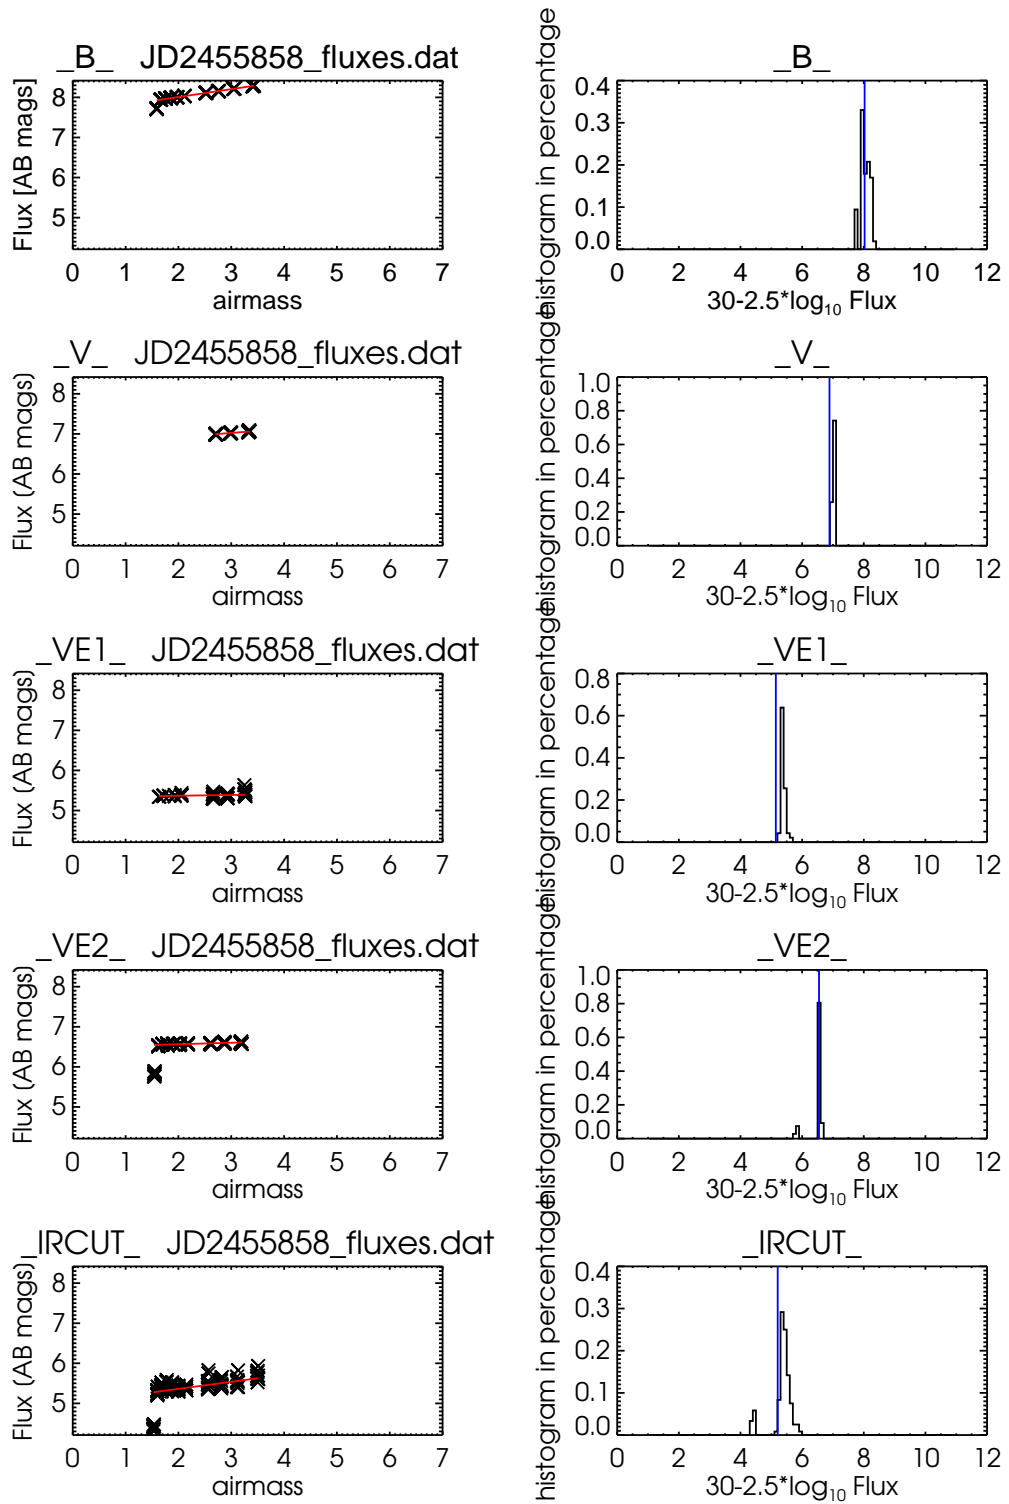 _B_ JD2455858_fluxes.dat
Flux [AB mags]
8
7
6
5
0 1 2 3 4 5 6 7
airmass
_B_
histogram in percentage
0.4
0.3
0.2
0.1
0.0
0 2 4 6 8 10 12
30-2.5*log10 Flux
_V_ JD2455858_fluxes.dat
Flux (AB mags)
8
7
6
5
0 1 2 3 4 5 6 7
airmass
_V_
histogram in percentage
1.0
0.8
0.6
0.4
0.2
0.0
0 2 4 6 8 10 12
30-2.5*log10 Flux
_VE1_ JD2455858_fluxes.dat
Flux (AB mags)
8
7
6
5
0 1 2 3 4 5 6 7
airmass
_VE1_
histogram in percentage
0.8
0.6
0.4
0.2
0.0
0 2 4 6 8 10 12
30-2.5*log10 Flux
_VE2_ JD2455858_fluxes.dat
Flux (AB mags)
8
7
6
5
0 1 2 3 4 5 6 7
airmass
_VE2_
histogram in percentage
1.0
0.8
0.6
0.4
0.2
0.0
0 2 4 6 8 10 12
30-2.5*log10 Flux
_IRCUT_ JD2455858_fluxes.dat
Flux (AB mags)
8
7
6
5
0 1 2 3 4 5 6 7
airmass
_IRCUT_
histogram in percentage
0.4
0.3
0.2
0.1
0.0
0 2 4 6 8 10 12
30-2.5*log10 Flux